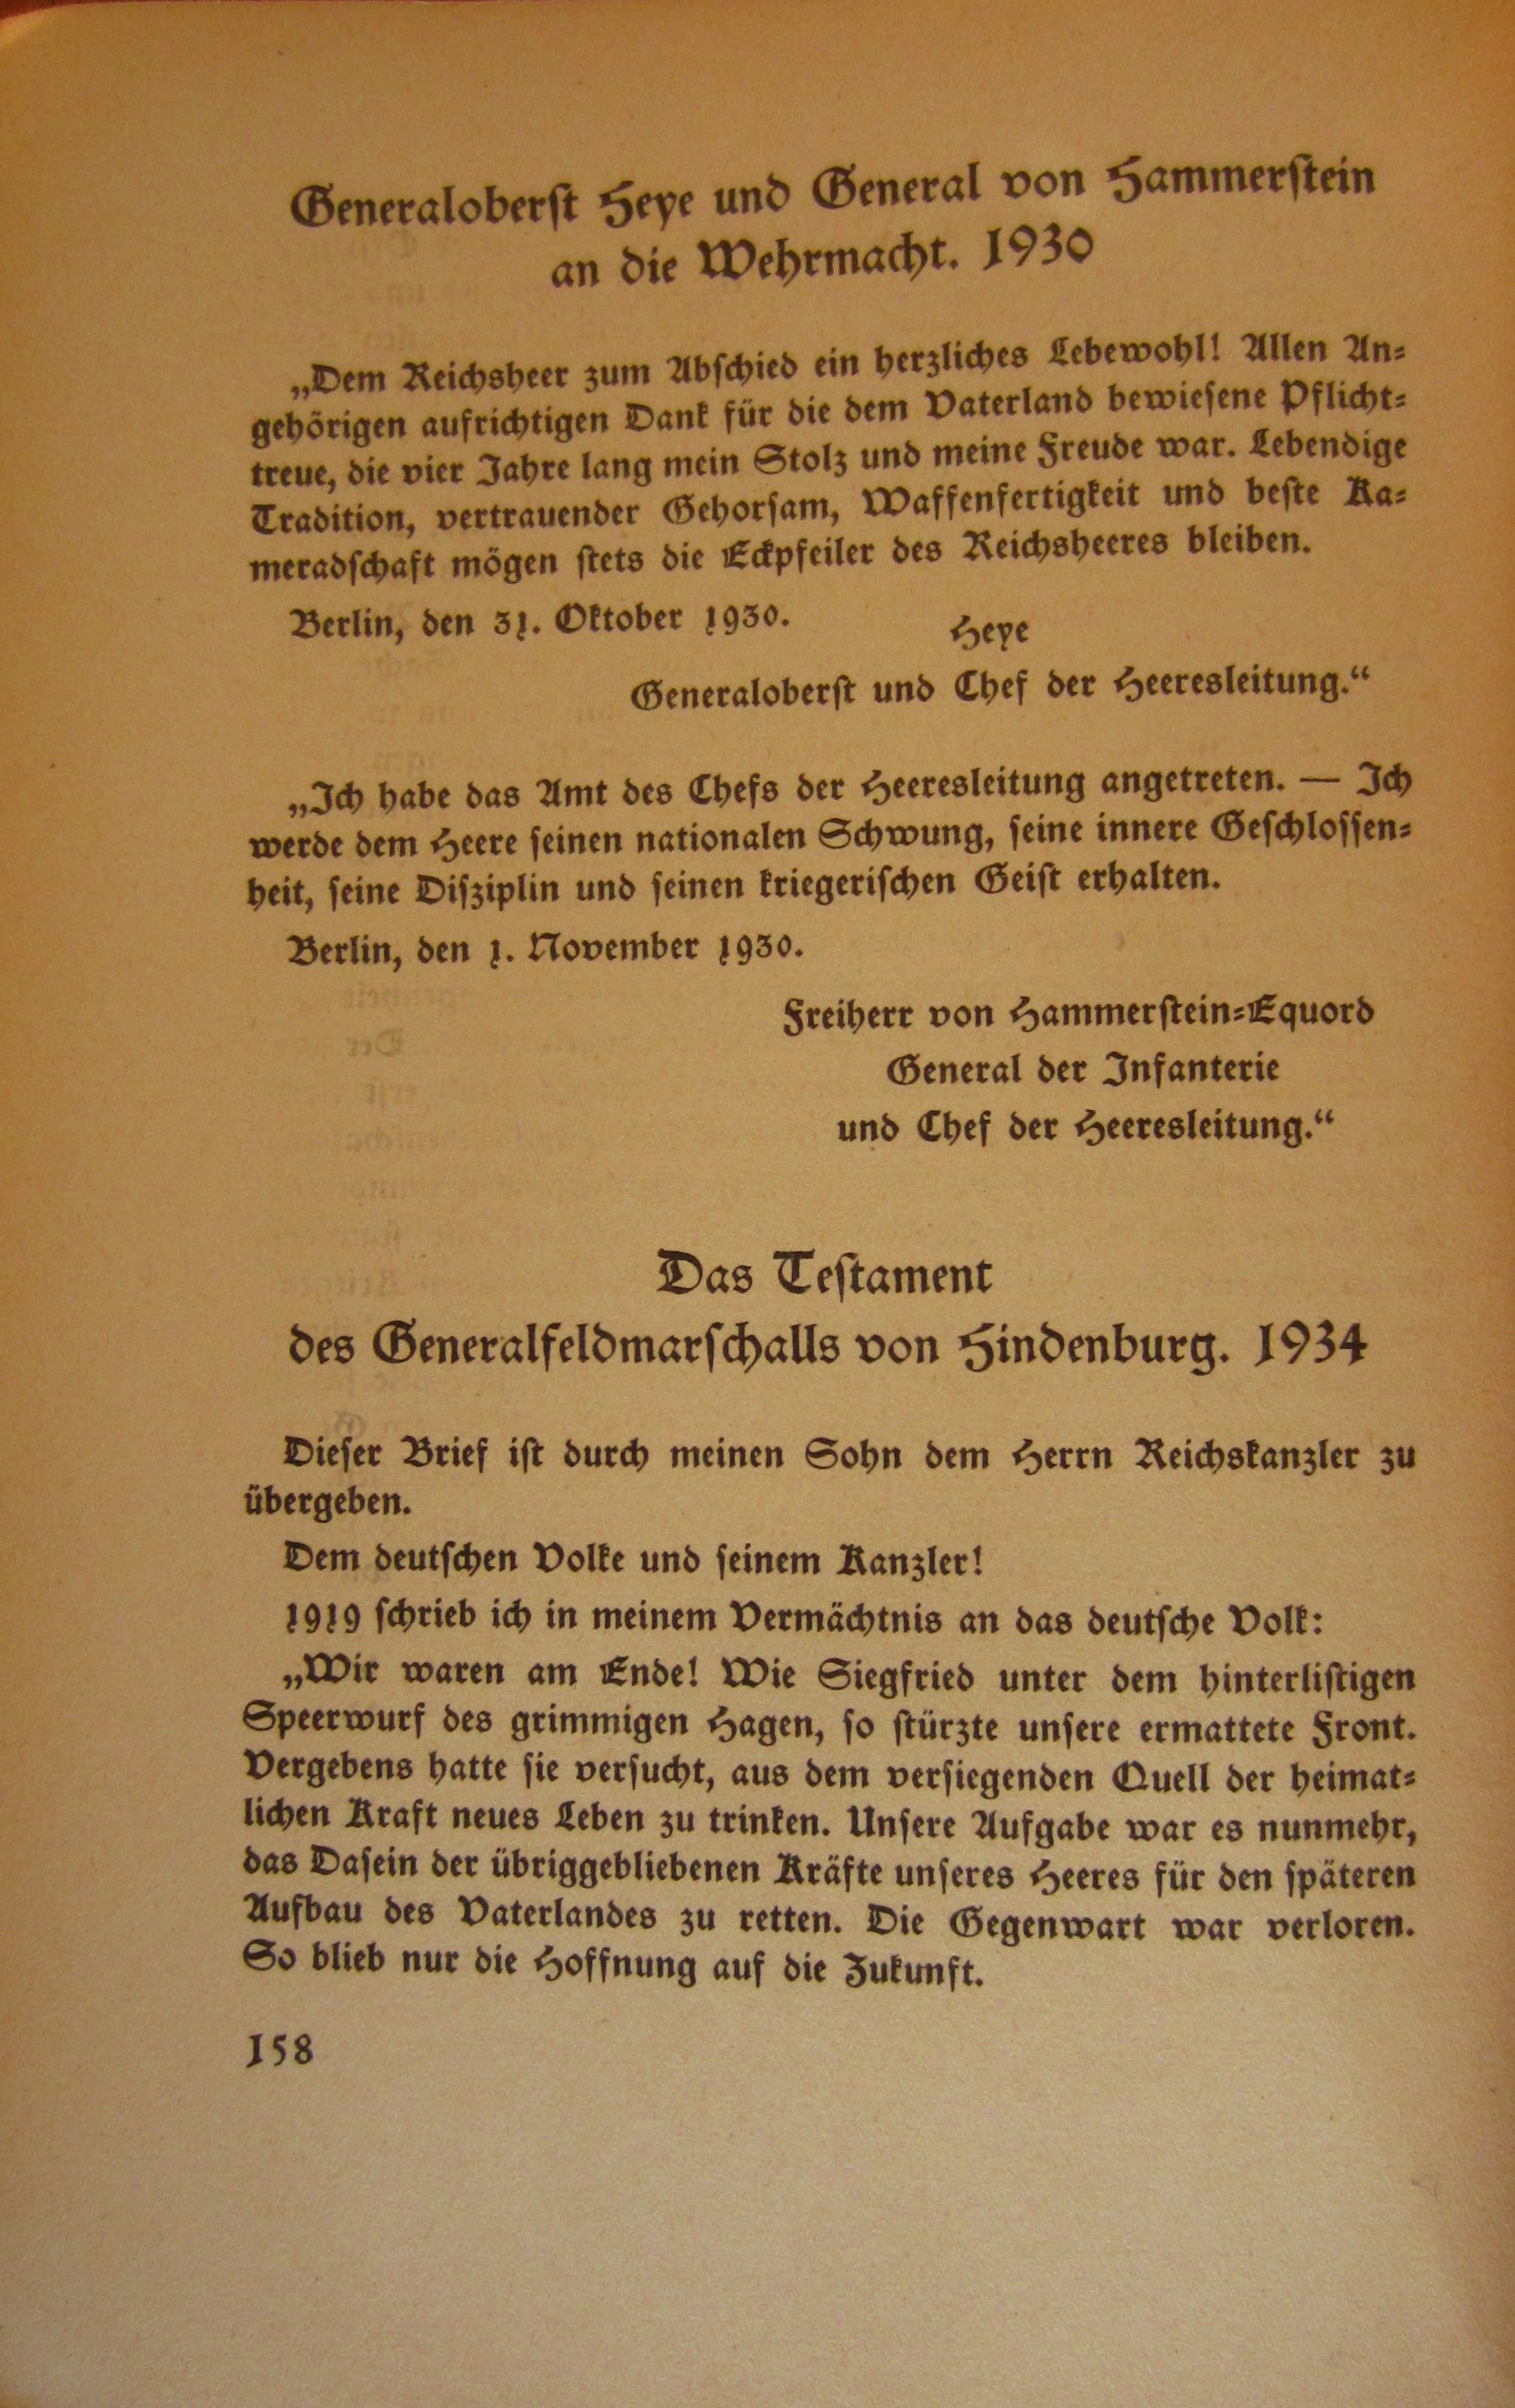 Generaloberſt Heye und General von Hammerſtein
an die Wehrmacht. 1930
„Dem Reichsheer zum Abſchied ein herzliches Lebewohl! Allen An-
gehörigen aufrichtigen Dank für die dem Vaterland bewieſene Pflicht-
treue, die vier Jahre lang mein Stolz und meine Freude war. Lebendige
Tradition, vertrauender Gehorſam, Waffenfertigkeit und beſte Ka-
meradſchaft mögen ſtets die Eckpfeiler des Reichsheeres bleiben.
Berlin, den 31. Oktober 1930.
Heye
Generaloberſt und Chef der Heeresleitung.“
„Ich habe das Amt des Chefs der Heeresleitung angetreten. — Ich
werde dem Heere ſeinen nationalen Schwung, ſeine innere Geſchloſſen-
heit, ſeine Diſziplin und ſeinen kriegeriſchen Geiſt erhalten.
Berlin, den 1. November 1930.
Freiherr von Hammerſtein-Equord
General der Infanterie
und Chef der Heeresleitung.“
Das Teſtament
des Generalfeldmarſchalls von Hindenburg. 1934
Dieſer Brief iſt durch meinen Sohn dem Herrn Reichskanzler zu
übergeben.
Dem deutſchen Volke und ſeinem Kanzler!
1919 ſchrieb ich in meinem Vermächtnis an das deutſche Volk:
„Wir waren am Ende! Wie Siegfried unter dem hinterliſtigen
Speerwurf des grimmigen Hagen, ſo ſtürzte unſere ermattete Front.
Vergebens hatte ſie verſucht, aus dem verſiegenden Quell der heimat-
lichen Kraft neues Leben zu trinken. Unſere Aufgabe war es nunmehr,
das Daſein der übriggebliebenen Kräfte unſeres Heeres für den ſpäteren
Aufbau des Vaterlandes zu retten. Die Gegenwart war verloren.
So blieb nur die Hoffnung auf die Zukunft.
158